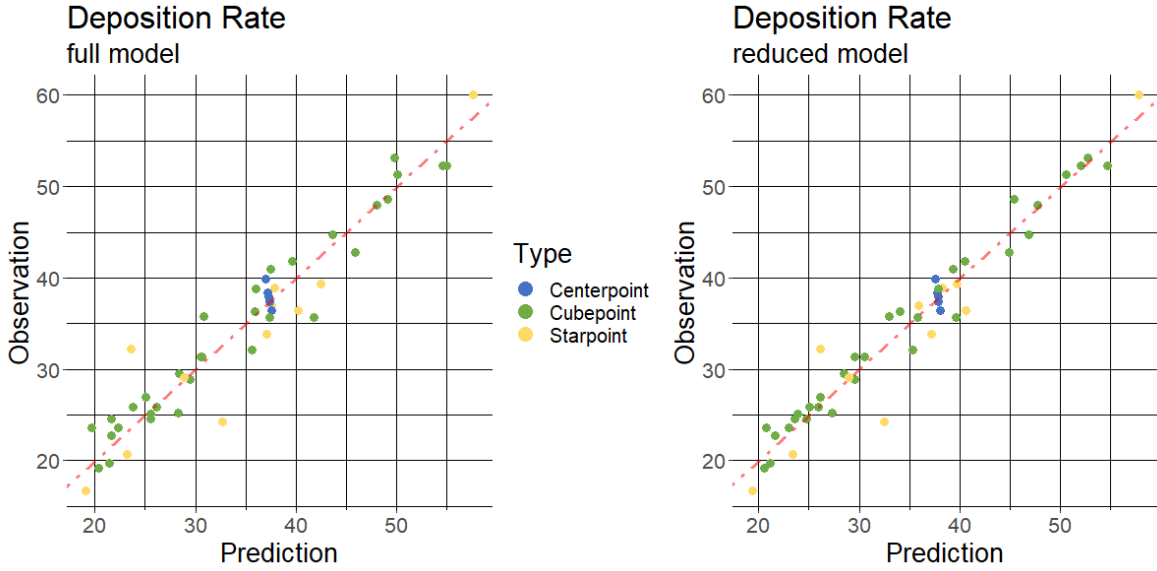 Deposition Rate
full model
60
50
40
30
20
Observation
20 30 40 50
Prediction
Type
Centerpoint
Cubepoint
Starpoint
Deposition Rate
reduced model
60
50
40
30
20
Observation
20 30 40 50
Prediction